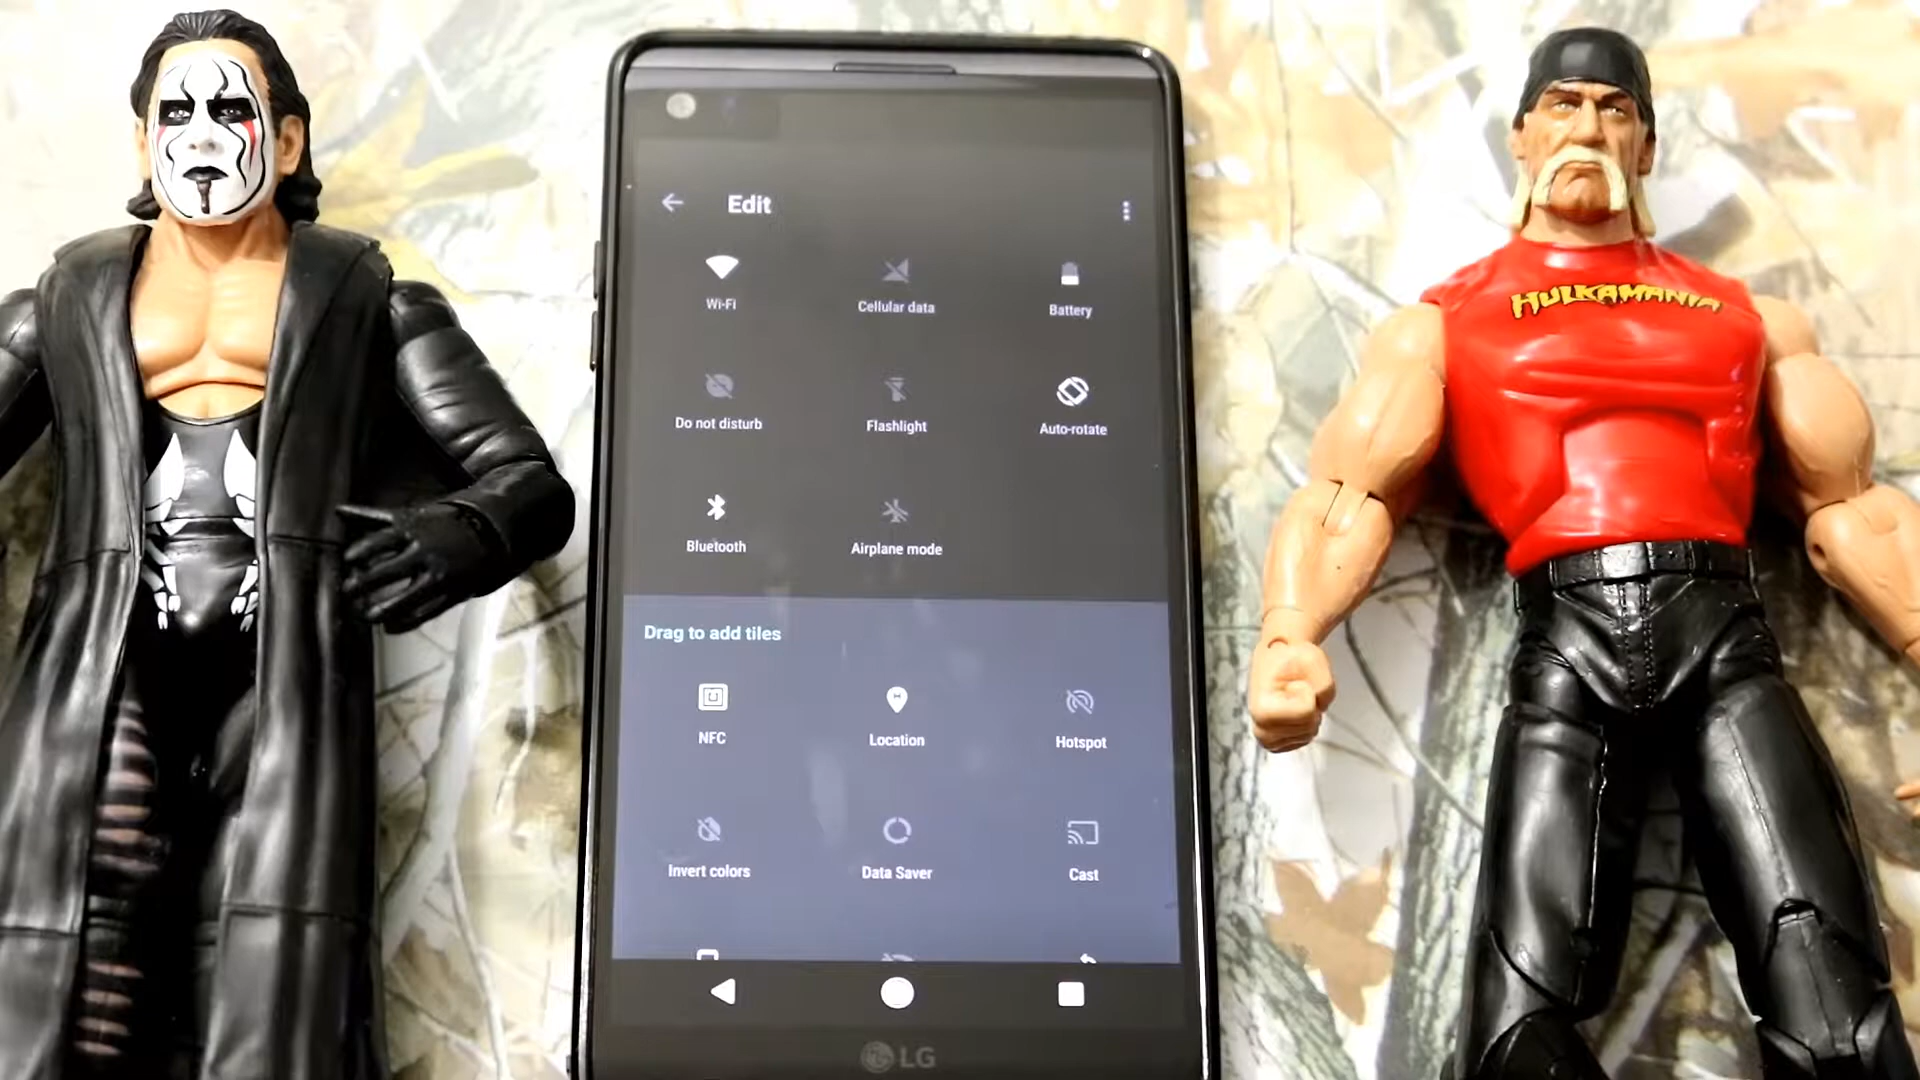 Edit
Wi-Fi
Cellular data
Battery
Do not disturb
Flashlight
Auto-rotate
Bluetooth
Airplane mode
Drag to add tiles
NFC
Location
Hotspot
Invert colors
Data Saver
Cast
LG
HULKAMANIA